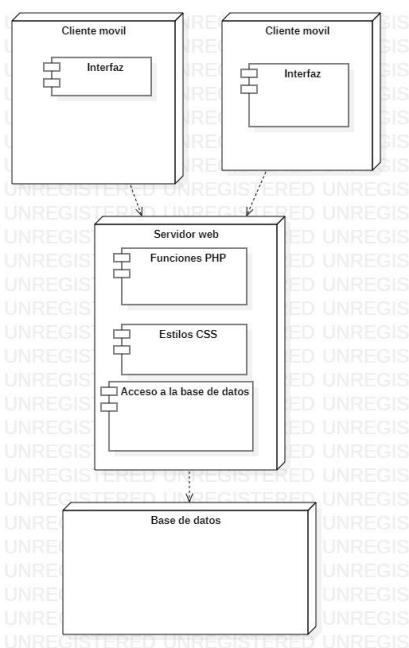 Cliente movil
Cliente movil
Interfaz
Interfaz
Servidor web
Funciones PHP
Estilos CSS
Acceso a la base de datos
Base de datos
UNREGISTERED UNREGISTERED UNREGIS